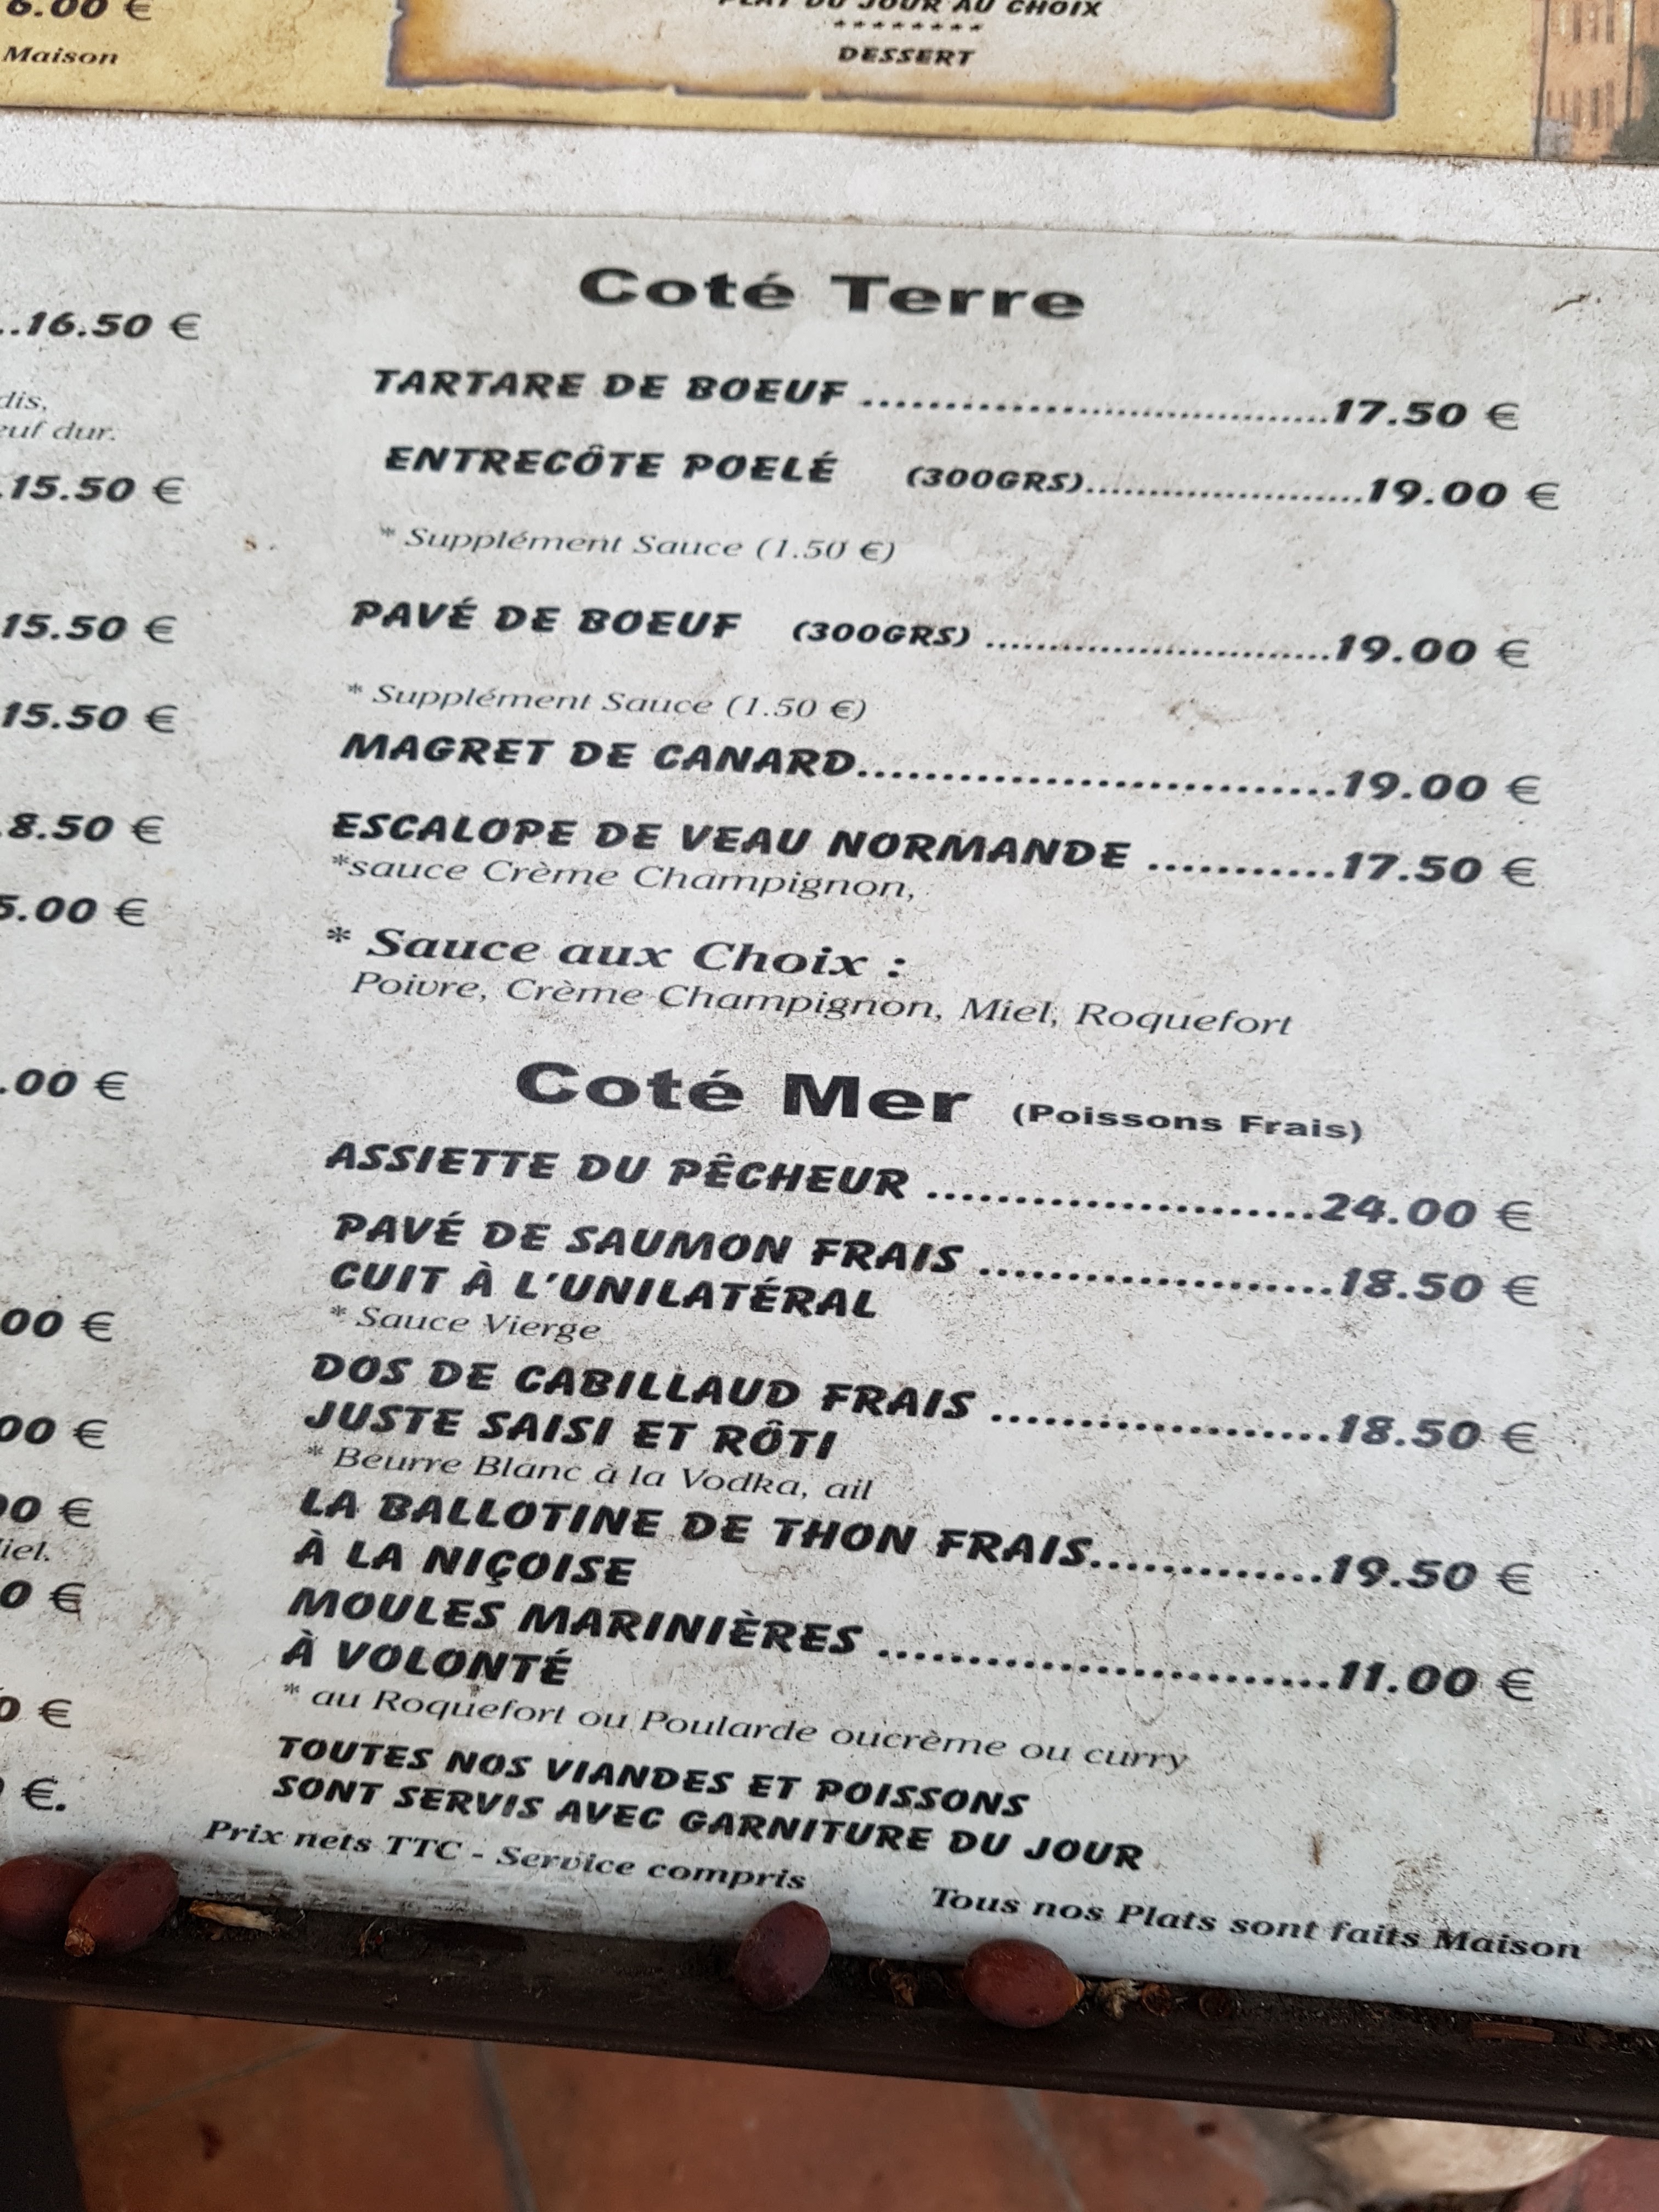 6.00 €
Maison
PLAT DU JOUR AU CHOIX
********
DESSERT
..16.50 €
dis,
euf dur.
.15.50 €
15.50 €
15.50 €
.8.50 €
5.00 €
.00 €
00 €
00 €
00 €
iel.
0 €
0 €
€.
Coté Terre
TARTARE DE BOEUF ..................................17.50 €
ENTRECÔTE POELÉ (300GRS)......................19.00 €
* Supplément Sauce (1.50 €)
PAVÉ DE BOEUF (300GRS) ...........................19.00 €
* Supplément Sauce (1.50 €)
MAGRET DE CANARD..................................19.00 €
ESCALOPE DE VEAU NORMANDE ...........17.50 €
*sauce Crème Champignon,
* Sauce aux Choix :
Poivre, Crème Champignon, Miel, Roquefort
Coté Mer (Poissons Frais)
ASSIETTE DU PÊCHEUR .......................24.00 €
PAVÉ DE SAUMON FRAIS .....................18.50 €
CUIT À L'UNILATÉRAL
* Sauce Vierge
DOS DE CABILLAUD FRAIS ....................18.50 €
JUSTE SAISI ET RÔTI
* Beurre Blanc à la Vodka, ail
LA BALLOTINE DE THON FRAIS..............19.50 €
À LA NIÇOISE
MOULES MARINIÈRES ...........................11.00 €
À VOLONTÉ
* au Roquefort ou Poularde oucrème ou curry
TOUTES NOS VIANDES ET POISSONS
SONT SERVIS AVEC GARNITURE DU JOUR
Prix nets TTC - Service compris
Tous nos Plats sont faits Maison